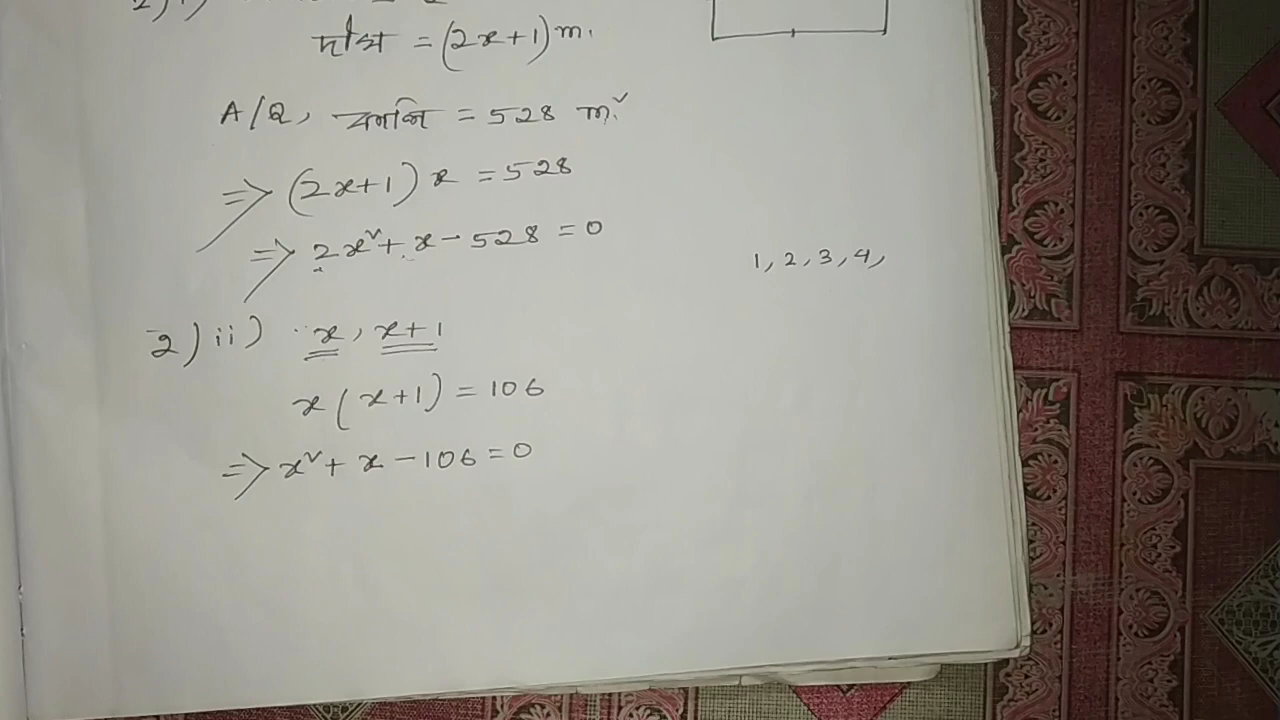 2) i)
দীঘ = (2x+1) m.
A/Q, কালি = 528 m²
=> (2x+1) x = 528
=> 2x² + x - 528 = 0
1, 2, 3, 4,
2) ii) x, x+1
x(x+1) = 106
=> x² + x - 106 = 0